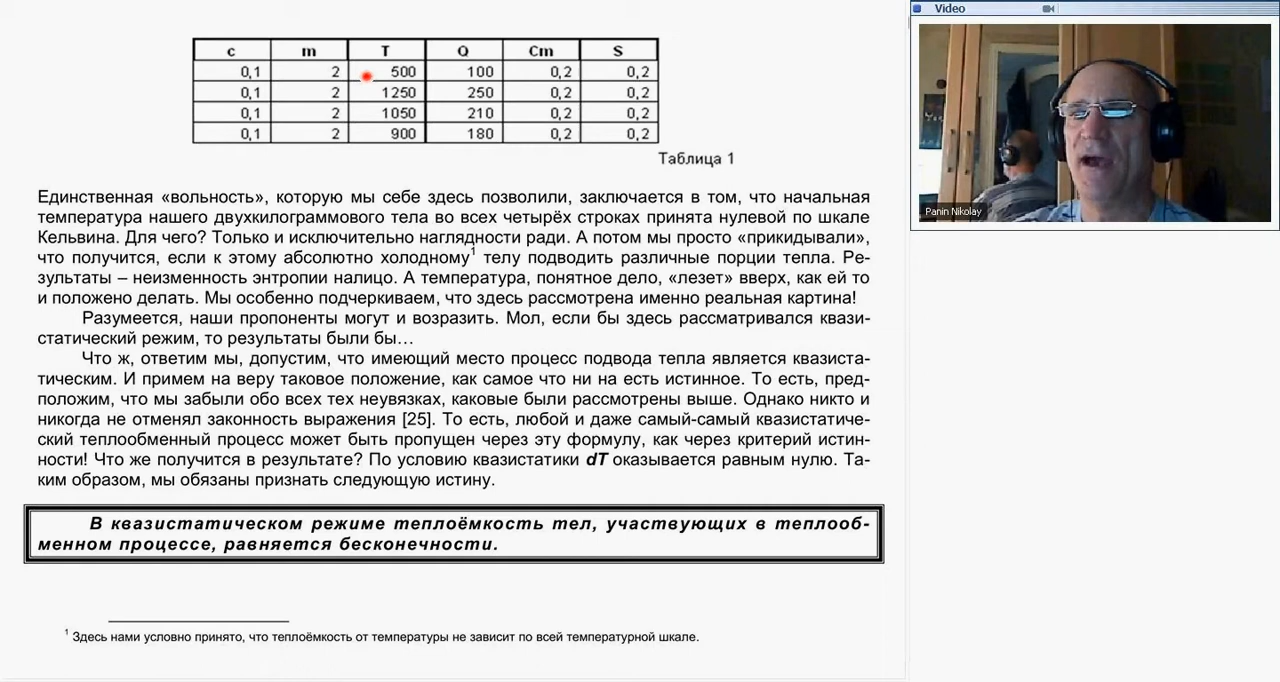 Video
c m T Q Cm S
0,1 2 500 100 0,2 0,2
0,1 2 1250 250 0,2 0,2
0,1 2 1050 210 0,2 0,2
0,1 2 900 180 0,2 0,2
Таблица 1
Panin Nikolay
Единственная «вольность», которую мы себе здесь позволили, заключается в том, что начальная
температура нашего двухкилограммового тела во всех четырёх строках принята нулевой по шкале
Кельвина. Для чего? Только и исключительно наглядности ради. А потом мы просто «прикидывали»,
что получится, если к этому абсолютно холодному1 телу подводить различные порции тепла. Ре-
зультаты – неизменность энтропии налицо. А температура, понятное дело, «лезет» вверх, как ей то
и положено делать. Мы особенно подчеркиваем, что здесь рассмотрена именно реальная картина!
Разумеется, наши пропоненты могут и возразить. Мол, если бы здесь рассматривался квази-
статический режим, то результаты были бы…
Что ж, ответим мы, допустим, что имеющий место процесс подвода тепла является квазиста-
тическим. И примем на веру таковое положение, как самое что ни на есть истинное. То есть, пред-
положим, что мы забыли обо всех тех неувязках, каковые были рассмотрены выше. Однако никто и
никогда не отменял законность выражения [25]. То есть, любой и даже самый-самый квазистатиче-
ский теплообменный процесс может быть пропущен через эту формулу, как через критерий истин-
ности! Что же получится в результате? По условию квазистатики dT оказывается равным нулю. Та-
ким образом, мы обязаны признать следующую истину.
В квазистатическом режиме теплоёмкость тел, участвующих в теплооб-
менном процессе, равняется бесконечности.
1 Здесь нами условно принято, что теплоёмкость от температуры не зависит по всей температурной шкале.